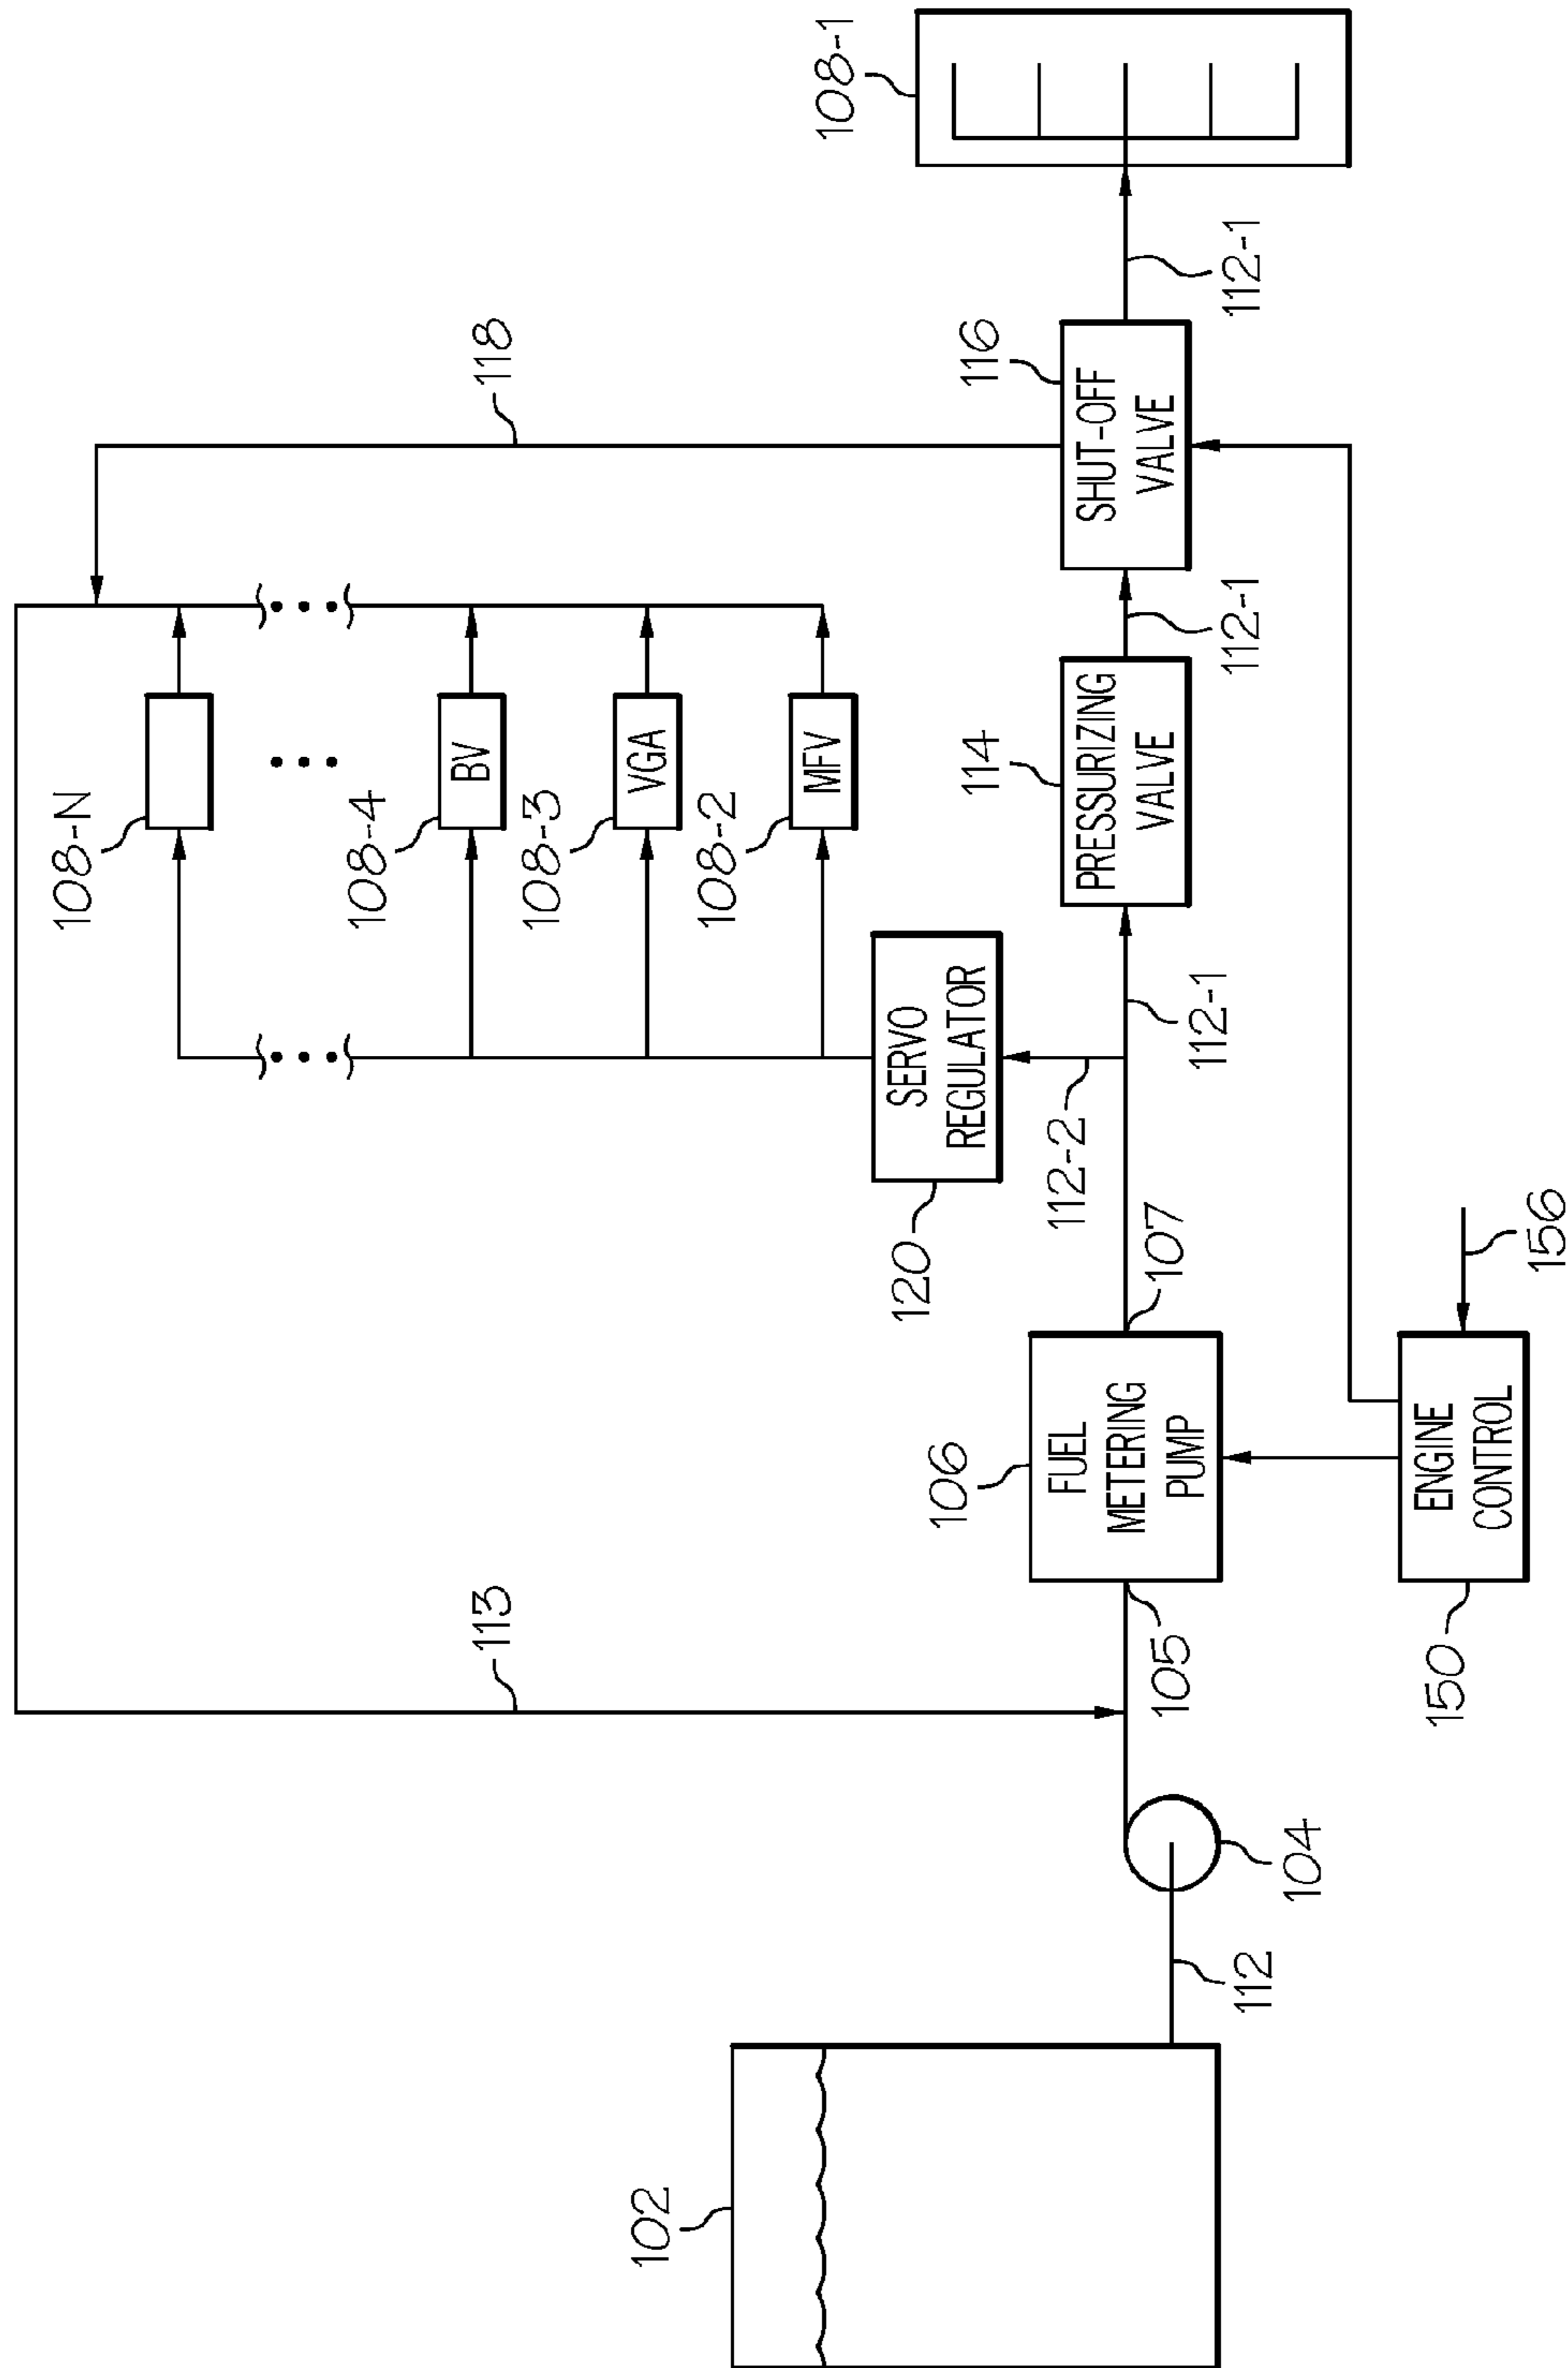 108-N
108-4
BV
108-3
VGA
108-2
MFV
113
118
102
112
104
105
106
FUEL
METERING
PUMP
107
120
SERVO
REGULATOR
112-2
112-1
114
PRESSURIZING
VALVE
112-1
116
SHUT-OFF
VALVE
112-1
108-1
150
ENGINE
CONTROL
156